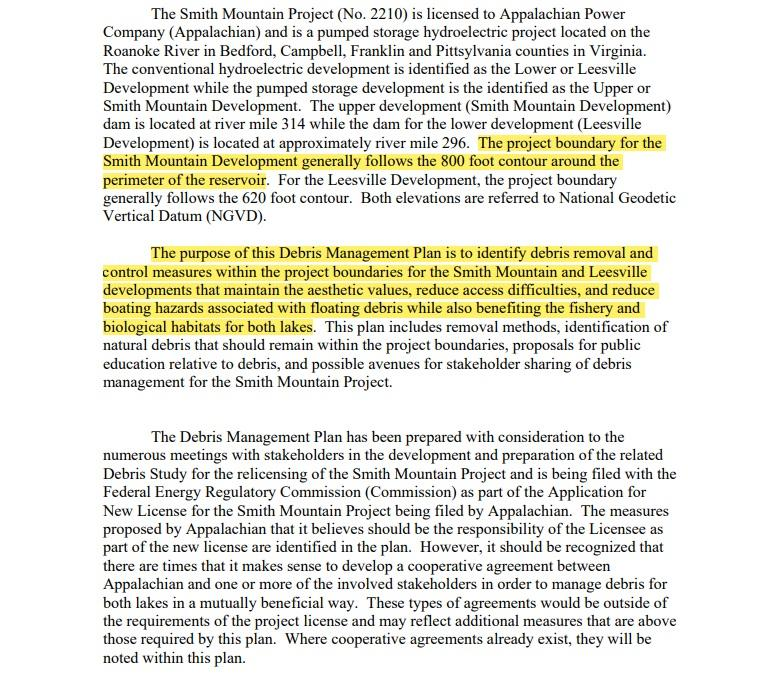 The Smith Mountain Project (No. 2210) is licensed to Appalachian Power
Company (Appalachian) and is a pumped storage hydroelectric project located on the
Roanoke River in Bedford, Campbell, Franklin and Pittsylvania counties in Virginia.
The conventional hydroelectric development is identified as the Lower or Leesville
Development while the pumped storage development is the identified as the Upper or
Smith Mountain Development.  The upper development (Smith Mountain Development)
dam is located at river mile 314 while the dam for the lower development (Leesville
Development) is located at approximately river mile 296.  The project boundary for the
Smith Mountain Development generally follows the 800 foot contour around the
perimeter of the reservoir.  For the Leesville Development, the project boundary
generally follows the 620 foot contour.  Both elevations are referred to National Geodetic
Vertical Datum (NGVD).
The purpose of this Debris Management Plan is to identify debris removal and
control measures within the project boundaries for the Smith Mountain and Leesville
developments that maintain the aesthetic values, reduce access difficulties, and reduce
boating hazards associated with floating debris while also benefiting the fishery and
biological habitats for both lakes.  This plan includes removal methods, identification of
natural debris that should remain within the project boundaries, proposals for public
education relative to debris, and possible avenues for stakeholder sharing of debris
management for the Smith Mountain Project.
The Debris Management Plan has been prepared with consideration to the
numerous meetings with stakeholders in the development and preparation of the related
Debris Study for the relicensing of the Smith Mountain Project and is being filed with the
Federal Energy Regulatory Commission (Commission) as part of the Application for
New License for the Smith Mountain Project being filed by Appalachian.  The measures
proposed by Appalachian that it believes should be the responsibility of the Licensee as
part of the new license are identified in the plan.  However, it should be recognized that
there are times that it makes sense to develop a cooperative agreement between
Appalachian and one or more of the involved stakeholders in order to manage debris for
both lakes in a mutually beneficial way.  These types of agreements would be outside of
the requirements of the project license and may reflect additional measures that are above
those required by this plan.  Where cooperative agreements already exist, they will be
noted within this plan.